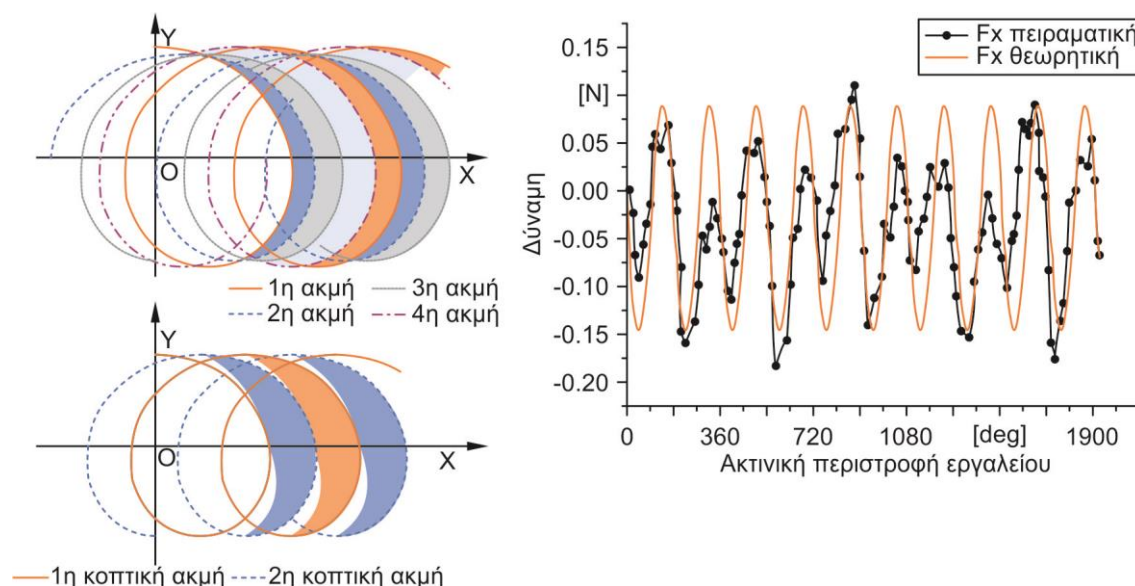 Y
O
X
1η ακμή
3η ακμή
2η ακμή
4η ακμή
Y
O
X
1η κοπτική ακμή
2η κοπτική ακμή
Fx πειραματική
Fx θεωρητική
0.15
[N]
0.05
0.00
-0.05
-0.10
-0.15
-0.20
Δύναμη
0
360
720
1080
[deg]
1900
Ακτινική περιστροφή εργαλείου